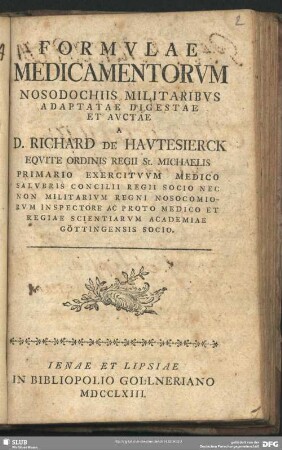 2
FORMVLAE
MEDICAMENTORVM
NOSODOCHIIS MILITARIBVS
ADAPTATAE DIGESTAE
ET AVCTAE
A
D. RICHARD DE HAVTESIERCK
EQVITE ORDINIS REGII St. MICHAELIS
PRIMARIO EXERCITVVM MEDICO
SALVBRIS CONCILII REGII SOCIO NEC
NON MILITARIVM REGNI NOSOCOMIO-
RVM INSPECTORE AC PROTO MEDICO ET
REGIAE SCIENTIARVM ACADEMIAE
GÖTTINGENSIS SOCIO.
IENAE ET LIPSIAE
IN BIBLIOPOLIO GOLLNERIANO
MDCCLXIII.
SLUB
DFG